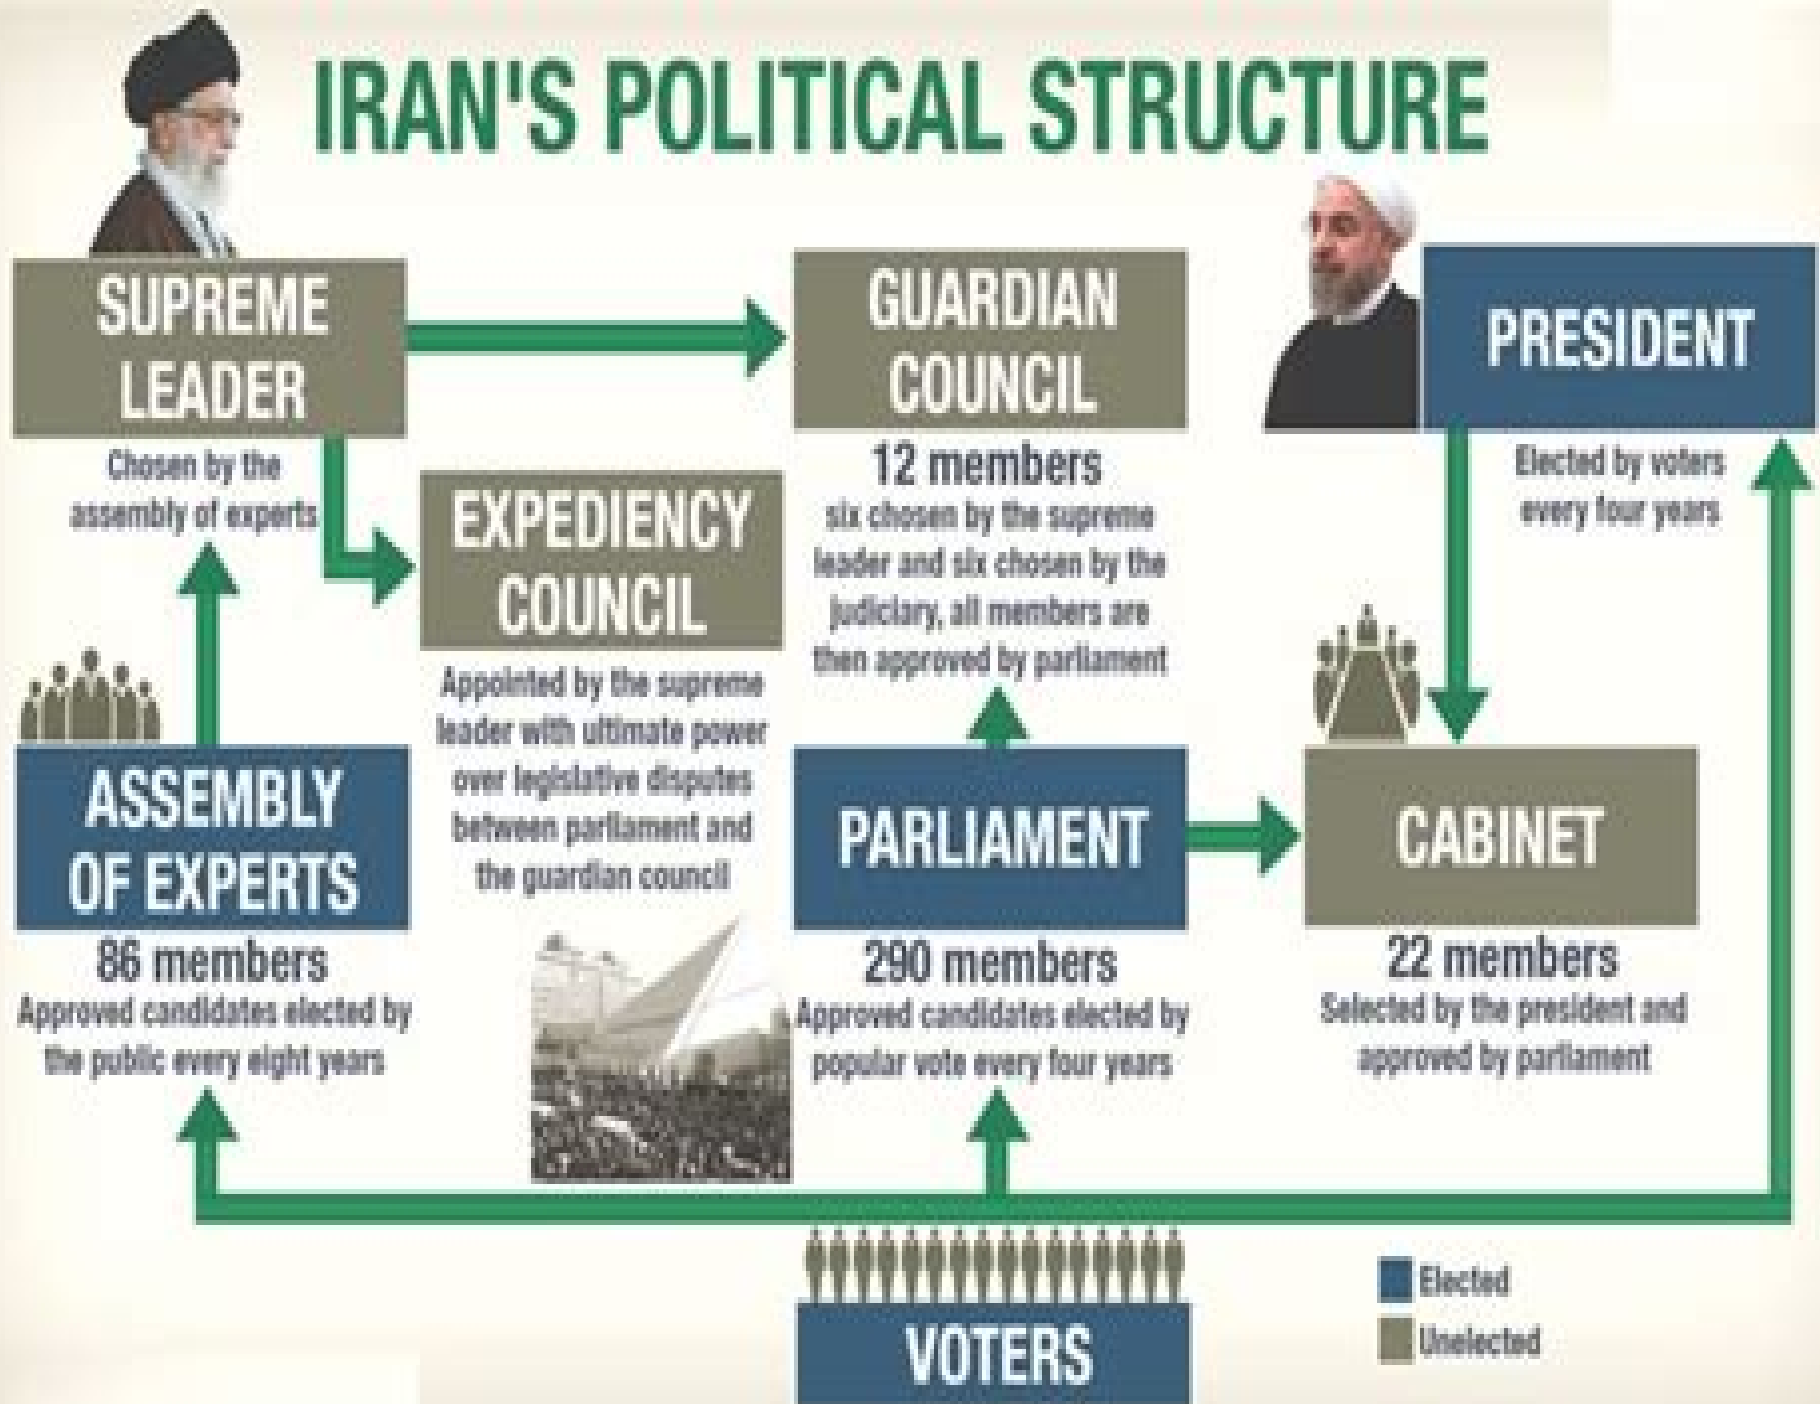 IRAN'S POLITICAL STRUCTURE
SUPREME
LEADER
Chosen by the
assembly of experts
GUARDIAN
COUNCIL
12 members
six chosen by the supreme
leader and six chosen by the
judiciary, all members are
then approved by parliament
PRESIDENT
Elected by voters
every four years
EXPEDIENCY
COUNCIL
Appointed by the supreme
leader with ultimate power
over legislative disputes
between parliament and
the guardian council
ASSEMBLY
OF EXPERTS
86 members
Approved candidates elected by
the public every eight years
PARLIAMENT
290 members
Approved candidates elected by
popular vote every four years
CABINET
22 members
Selected by the president and
approved by parliament
VOTERS
Elected
Unelected